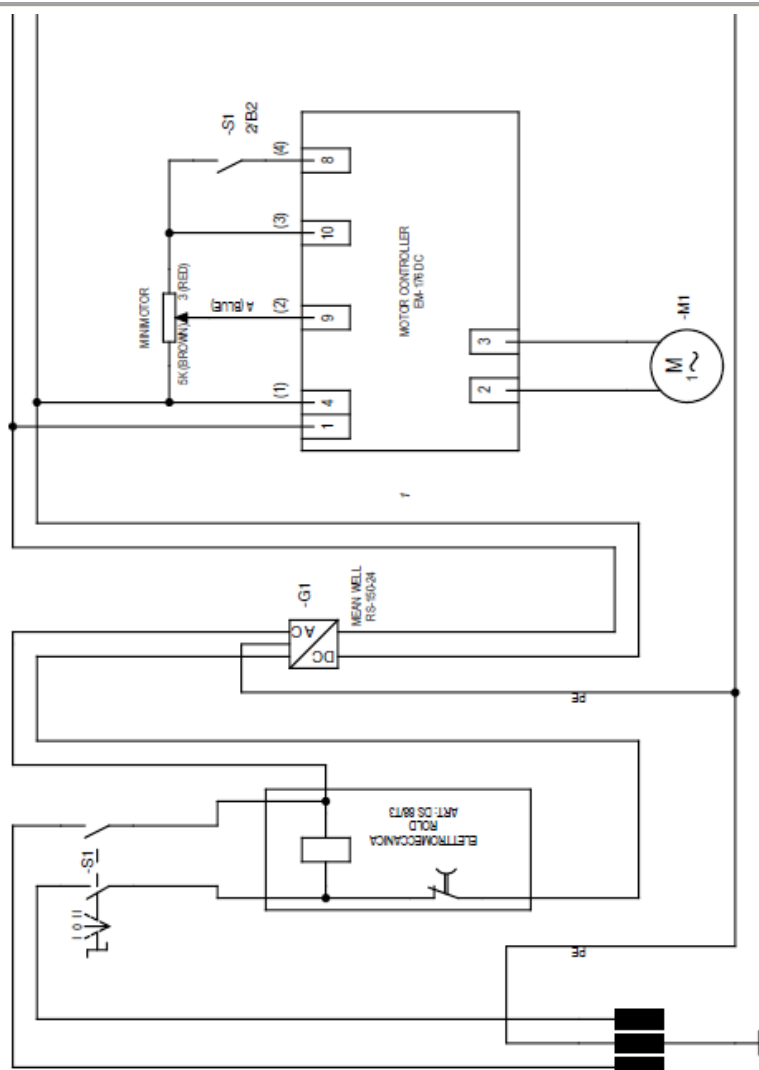 -S1
2/B2
(4)
8
(3)
10
MINIMOTOR
3 (RED)
A (BLUE)
5K (BROWN)
(2)
9
MOTOR CONTROLLER
EM-176 DC
(1)
4
1
3
2
-M1
M
1~
1
-G1
MEAN WELL
RS-150-24
AC
DC
PE
ELETTROMECCANICA
ROLD
ART: DS 88/T3
-S1
I 0 II
PE